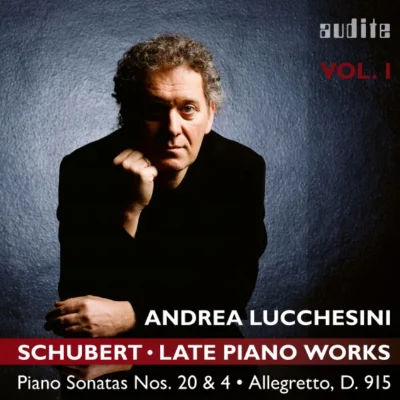 audite
VOL. I
ANDREA LUCCHESINI
SCHUBERT • LATE PIANO WORKS
Piano Sonatas Nos. 20 & 4 • Allegretto, D. 915